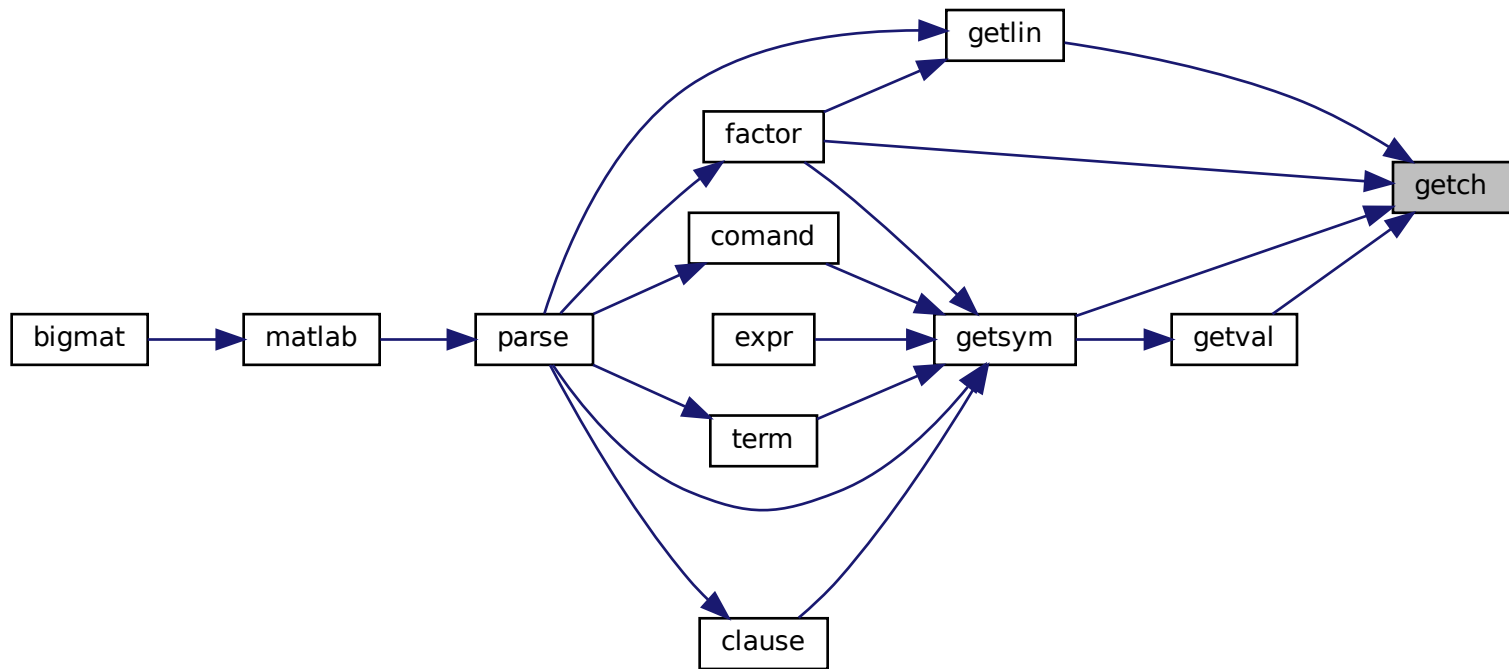 getlin
factor
getch
comand
bigmat
matlab
parse
expr
getsym
getval
term
clause